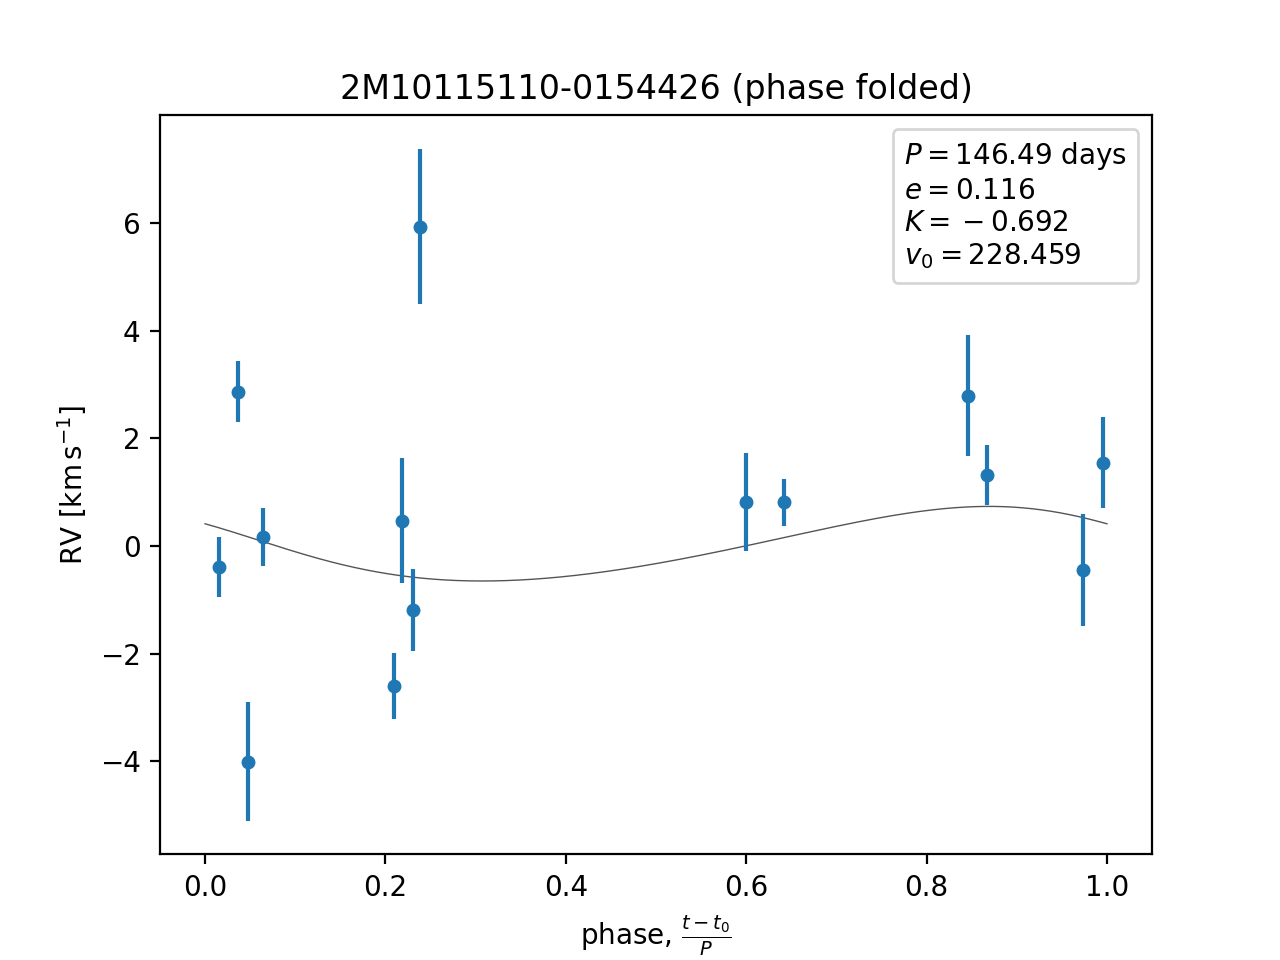 2M10115110-0154426 (phase folded)
P = 146.49 days
e = 0.116
K = −0.692
v₀ = 228.459
6
4
2
0
−2
−4
RV [km s⁻¹]
0.0 0.2 0.4 0.6 0.8 1.0
phase, (t − t₀)/P